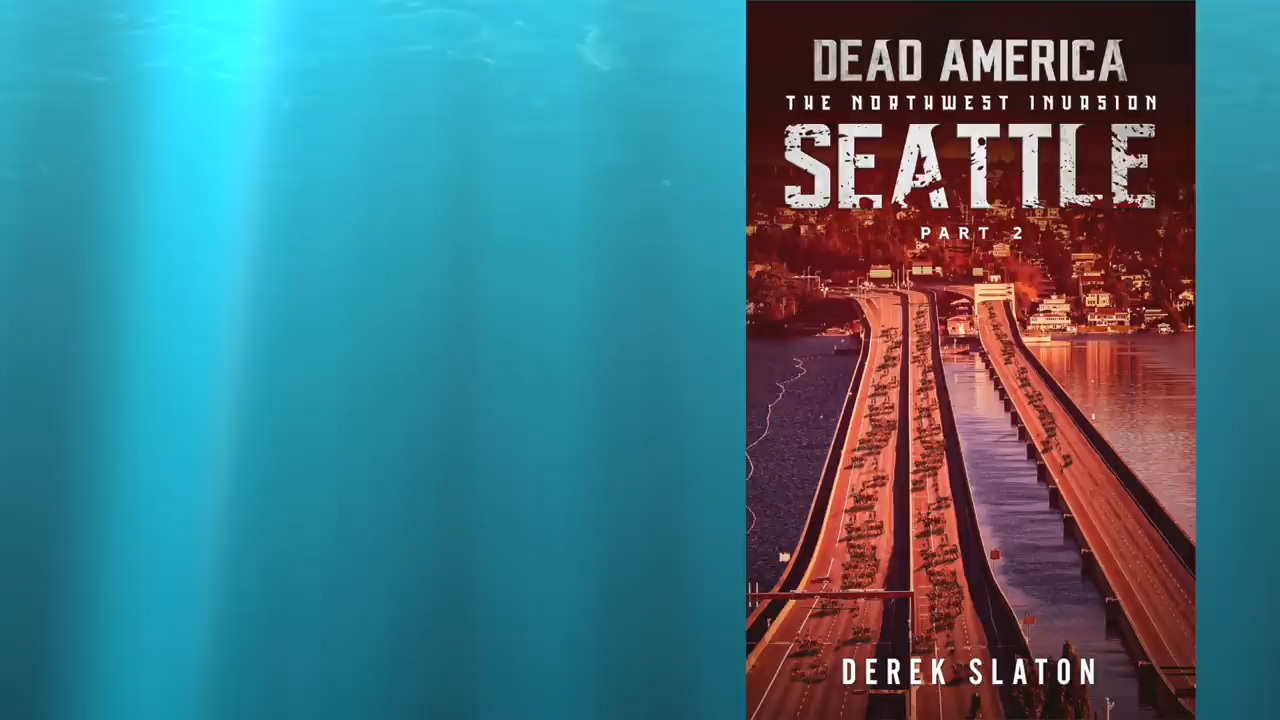 DEAD AMERICA
THE NORTHWEST INVASION
SEATTLE
PART 2
DEREK SLATON